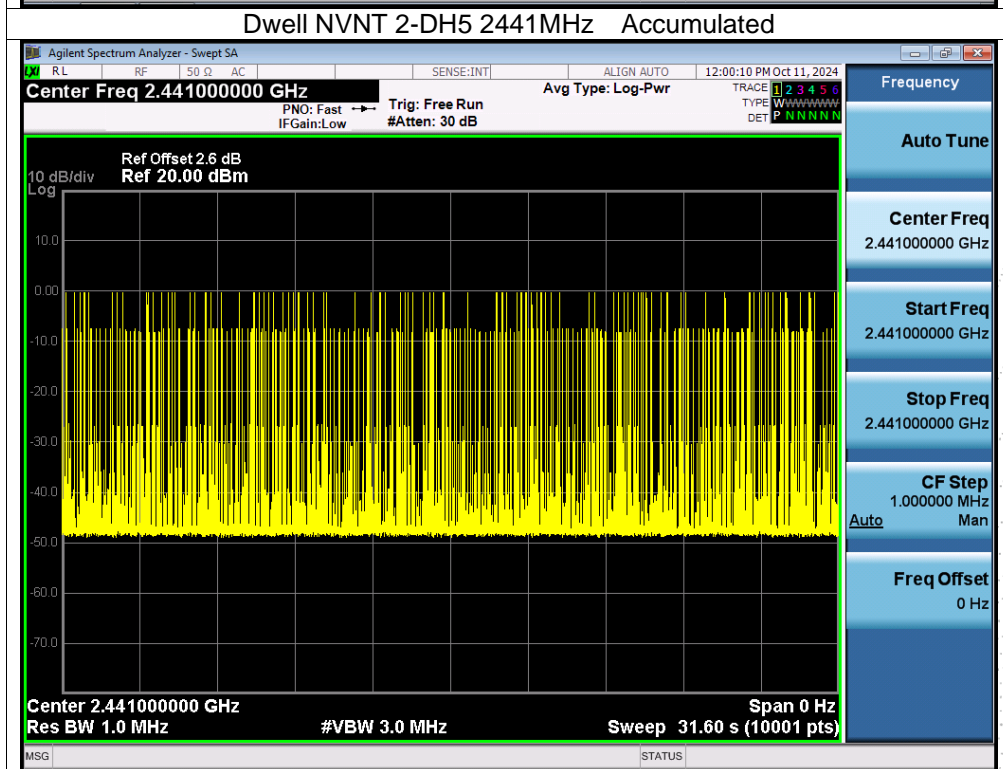 Dwell NVNT 2-DH5 2441MHz Accumulated
Agilent Spectrum Analyzer - Swept SA
LXI RL RF 50 Ω AC SENSE:INT ALIGN AUTO 12:00:10 PM Oct 11, 2024
Center Freq 2.441000000 GHz
PNO: Fast
IFGain:Low
Trig: Free Run
#Atten: 30 dB
Avg Type: Log-Pwr
TRACE 1 2 3 4 5 6
TYPE WWWWWW
DET P N N N N N
Ref Offset 2.6 dB
10 dB/div Ref 20.00 dBm
Log
10.0
0.00
-10.0
-20.0
-30.0
-40.0
-50.0
-60.0
-70.0
Center 2.441000000 GHz Span 0 Hz
Res BW 1.0 MHz #VBW 3.0 MHz Sweep 31.60 s (10001 pts)
MSG STATUS
Frequency
Auto Tune
Center Freq
2.441000000 GHz
Start Freq
2.441000000 GHz
Stop Freq
2.441000000 GHz
CF Step
1.000000 MHz
Auto Man
Freq Offset
0 Hz